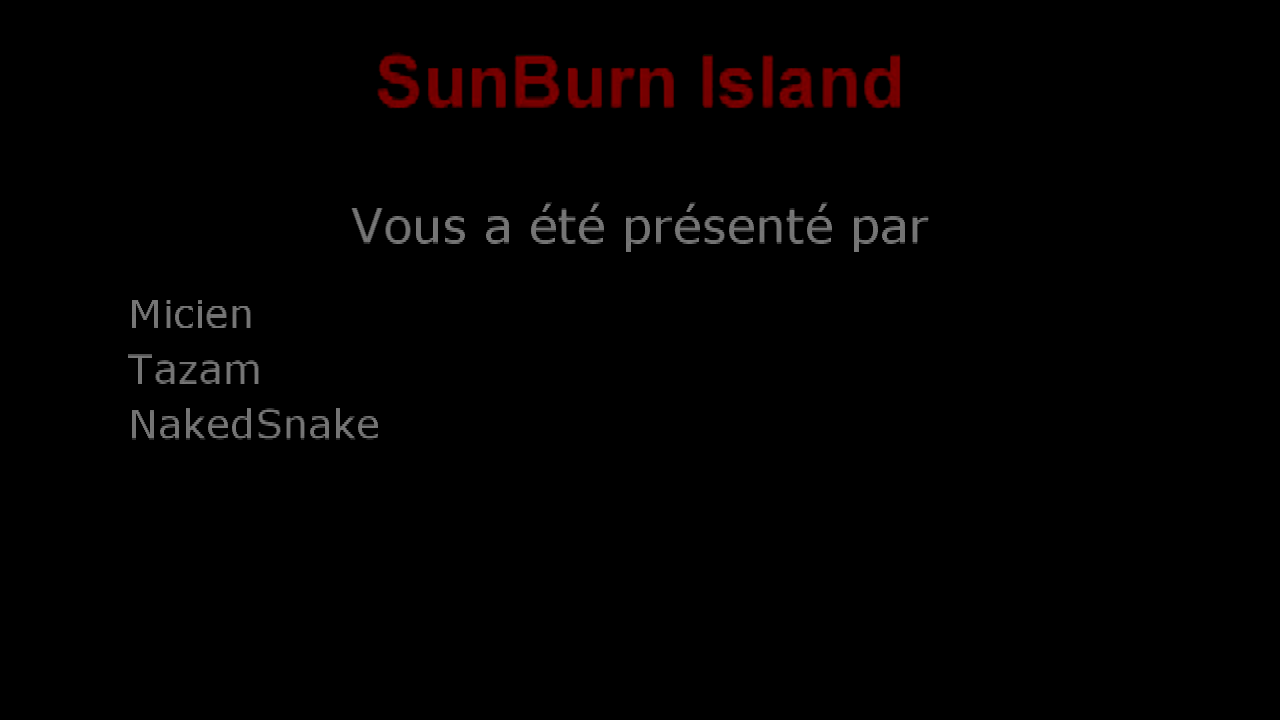 SunBurn Island
Vous a été présenté par
Micien
Tazam
NakedSnake